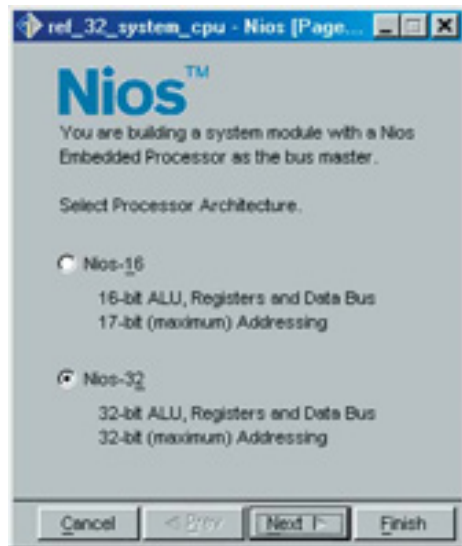 ref_32_system_cpu - Nios [Page...
Nios™
You are building a system module with a Nios
Embedded Processor as the bus master.
Select Processor Architecture.
Nios-16
16-bit ALU, Registers and Data Bus
17-bit (maximum) Addressing
Nios-32
32-bit ALU, Registers and Data Bus
32-bit (maximum) Addressing
Cancel < Prev Next Finish